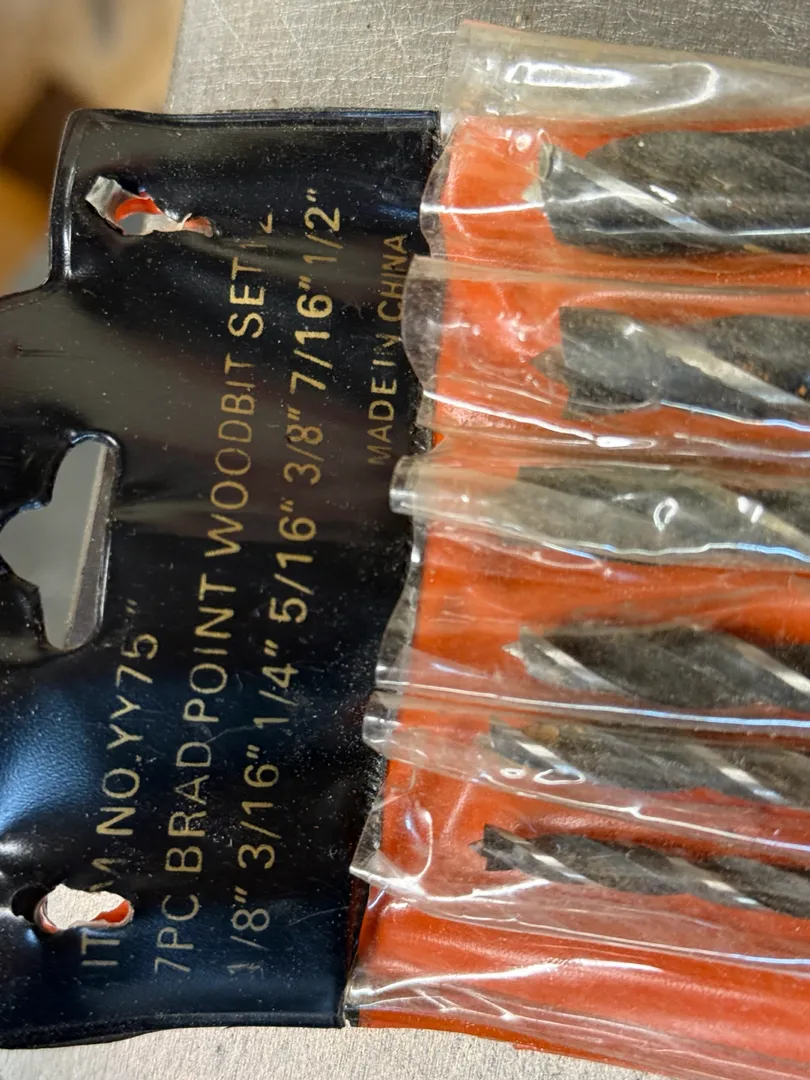 ITEM NO.YY75"
7PC BRAD POINT WOODBIT SET
1/8" 3/16" 1/4" 5/16" 3/8" 7/16" 1/2"
MADE IN CHINA